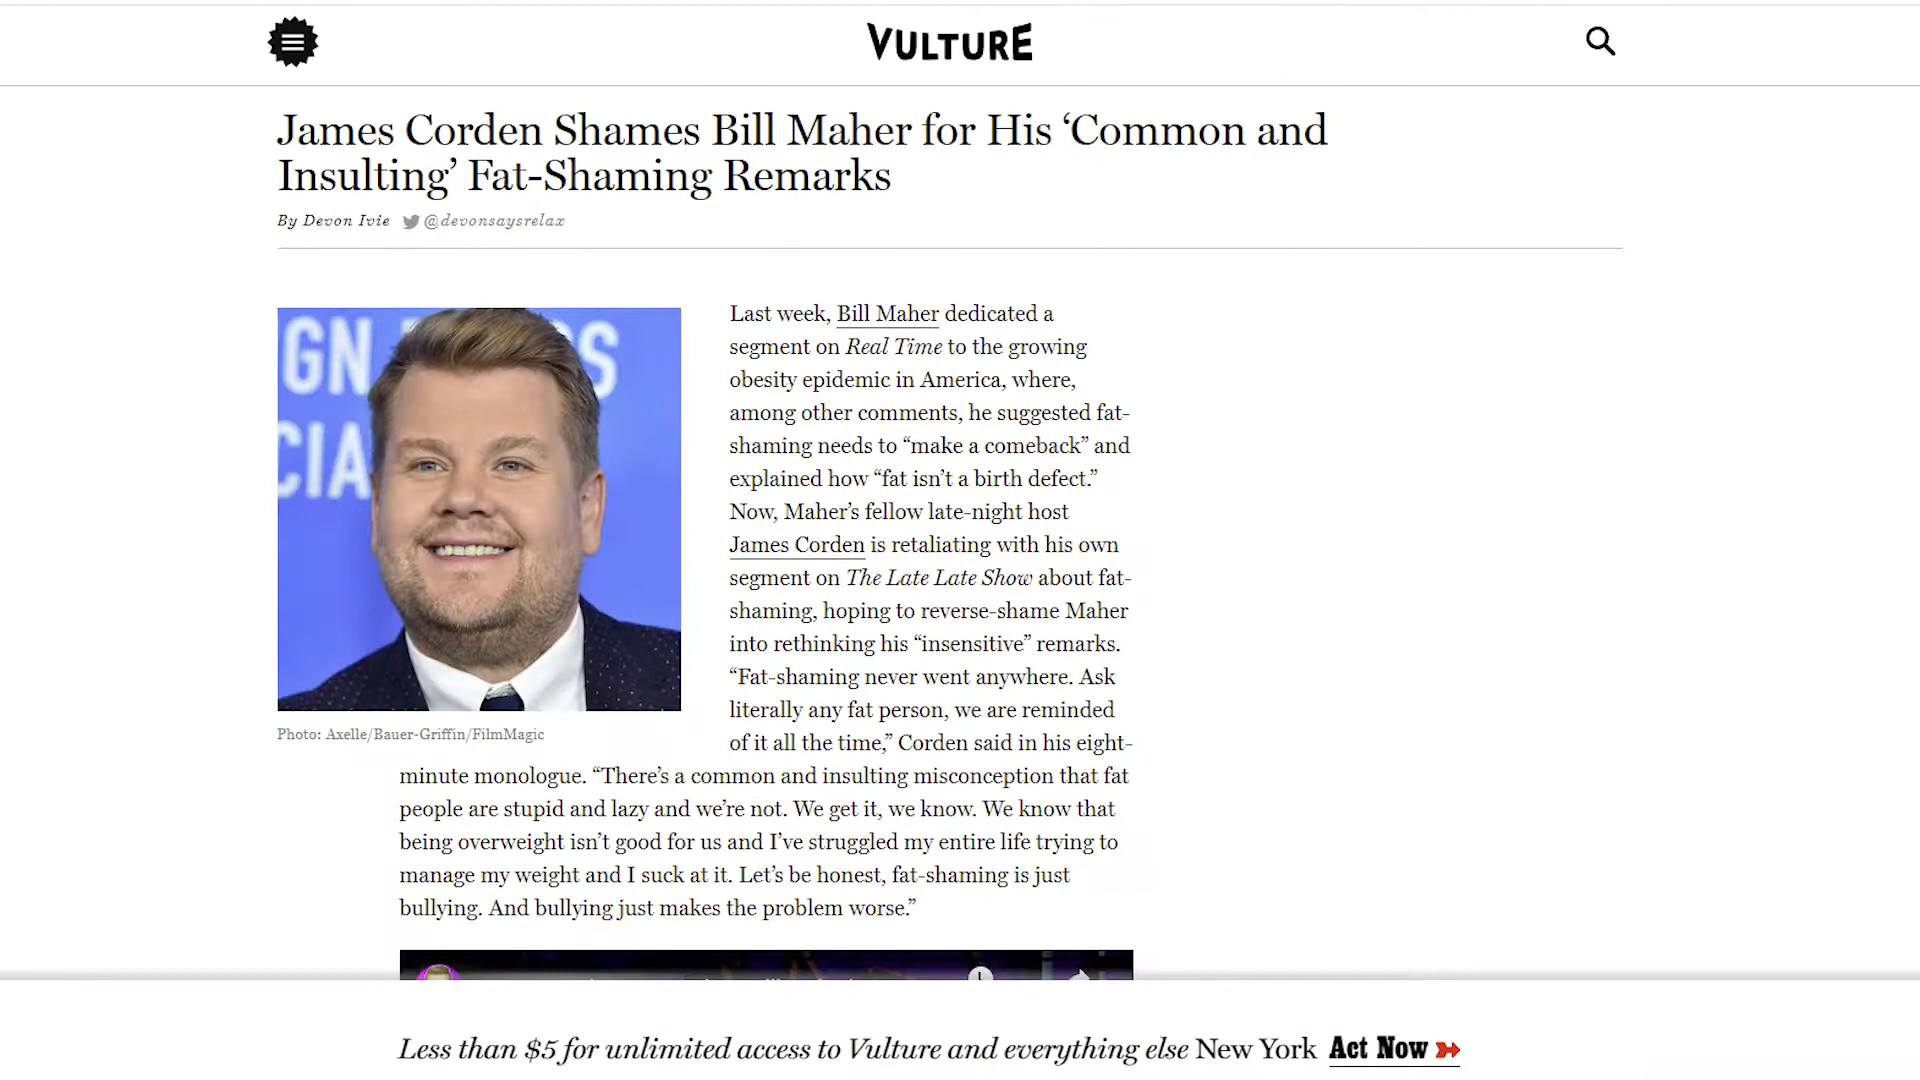 VULTURE
James Corden Shames Bill Maher for His ‘Common and
Insulting’ Fat-Shaming Remarks
By Devon Ivie @devonsaysrelax
GN S
CIA
Photo: Axelle/Bauer-Griffin/FilmMagic
Last week, Bill Maher dedicated a
segment on Real Time to the growing
obesity epidemic in America, where,
among other comments, he suggested fat-
shaming needs to “make a comeback” and
explained how “fat isn’t a birth defect.”
Now, Maher’s fellow late-night host
James Corden is retaliating with his own
segment on The Late Late Show about fat-
shaming, hoping to reverse-shame Maher
into rethinking his “insensitive” remarks.
“Fat-shaming never went anywhere. Ask
literally any fat person, we are reminded
of it all the time,” Corden said in his eight-
minute monologue. “There’s a common and insulting misconception that fat
people are stupid and lazy and we’re not. We get it, we know. We know that
being overweight isn’t good for us and I’ve struggled my entire life trying to
manage my weight and I suck at it. Let’s be honest, fat-shaming is just
bullying. And bullying just makes the problem worse.”
Less than $5 for unlimited access to Vulture and everything else New York Act Now